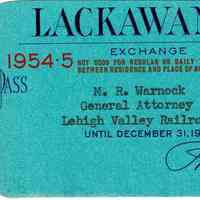 LACKAWAN
EXCHANGE
1954-5 NOT GOOD FOR REGULAR OR DAILY
BETWEEN RESIDENCE AND PLACE OF
PASS
M. R. Warnock
General Attorney
Lehigh Valley Railro
UNTIL DECEMBER 31, 19